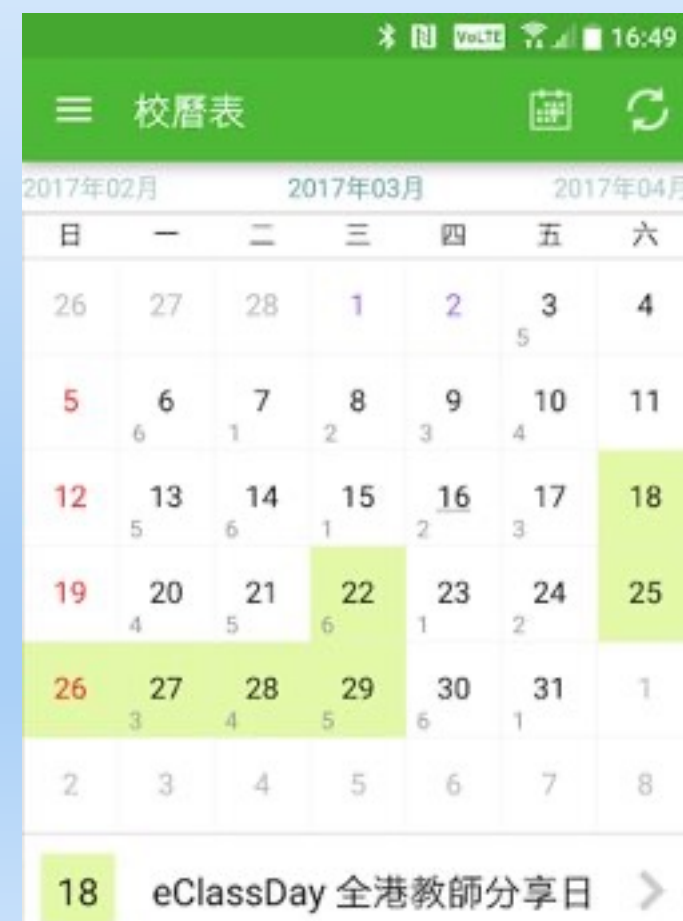 VoLTE 16:49
校曆表
2017年02月 2017年03月 2017年04月
日 一 二 三 四 五 六
26 27 28 1 2 3 4
5
5 6 7 8 9 10 11
6 1 2 3 4
12 13 14 15 16 17 18
5 6 1 2 3
19 20 21 22 23 24 25
4 5 6 1 2
26 27 28 29 30 31 1
3 4 5 6 1
2 3 4 5 6 7 8
18 eClassDay 全港教師分享日